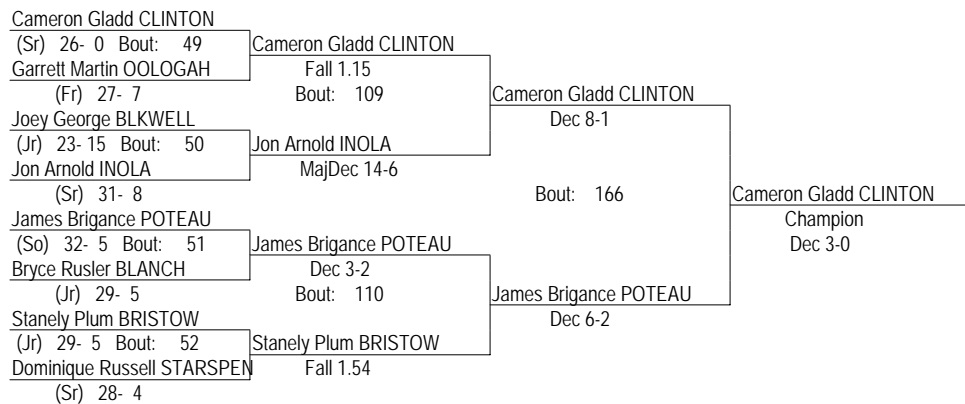 Cameron Gladd CLINTON
(Sr) 26- 0 Bout: 49
Garrett Martin OOLOGAH
(Fr) 27- 7
Joey George BLKWELL
(Jr) 23- 15 Bout: 50
Jon Arnold INOLA
(Sr) 31- 8
James Brigance POTEAU
(So) 32- 5 Bout: 51
Bryce Rusler BLANCH
(Jr) 29- 5
Stanely Plum BRISTOW
(Jr) 29- 5 Bout: 52
Dominique Russell STARSPEN
(Sr) 28- 4
Cameron Gladd CLINTON
Fall 1.15
Bout: 109
Jon Arnold INOLA
MajDec 14-6
James Brigance POTEAU
Dec 3-2
Bout: 110
Stanely Plum BRISTOW
Fall 1.54
Cameron Gladd CLINTON
Dec 8-1
Bout: 166
James Brigance POTEAU
Dec 6-2
Cameron Gladd CLINTON
Champion
Dec 3-0